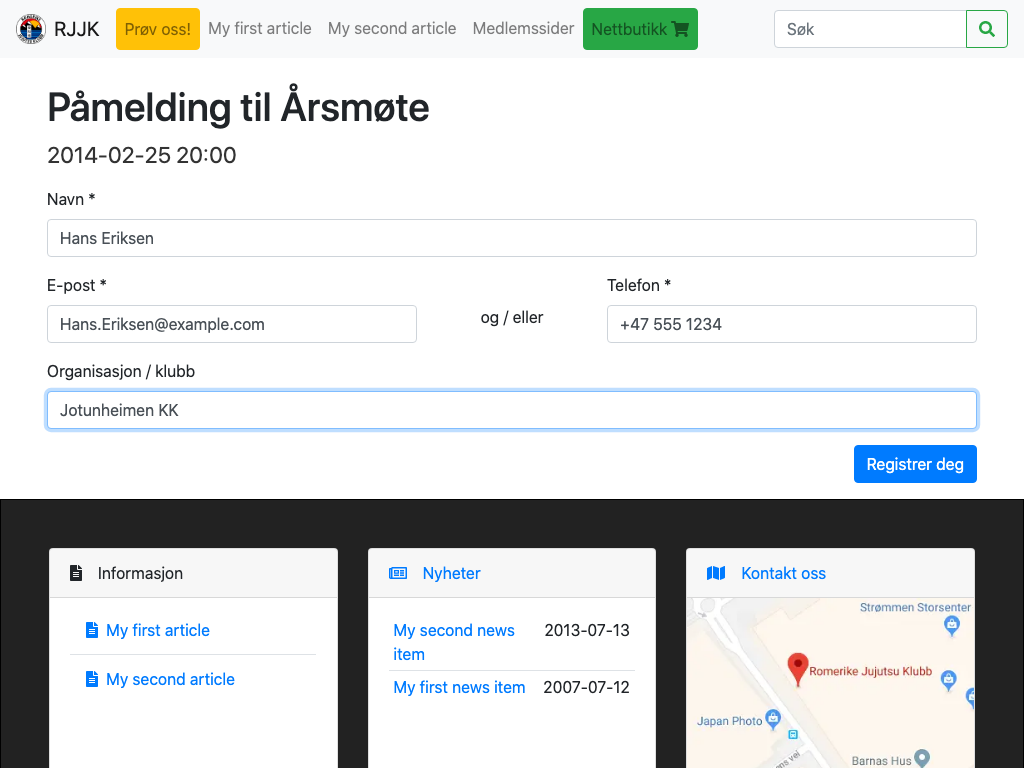 RJJK Prøv oss! My first article My second article Medlemssider Nettbutikk Søk
Påmelding til Årsmøte
2014-02-25 20:00
Navn *
Hans Eriksen
E-post *
Telefon *
Hans.Eriksen@example.com
og / eller
+47 555 1234
Organisasjon / klubb
Jotunheimen KK
Registrer deg
Informasjon
My first article
My second article
Nyheter
My second news item 2013-07-13
My first news item 2007-07-12
Kontakt oss
Strømmen Storsenter
Romerike Jujutsu Klubb
Japan Photo
Barnas Hus